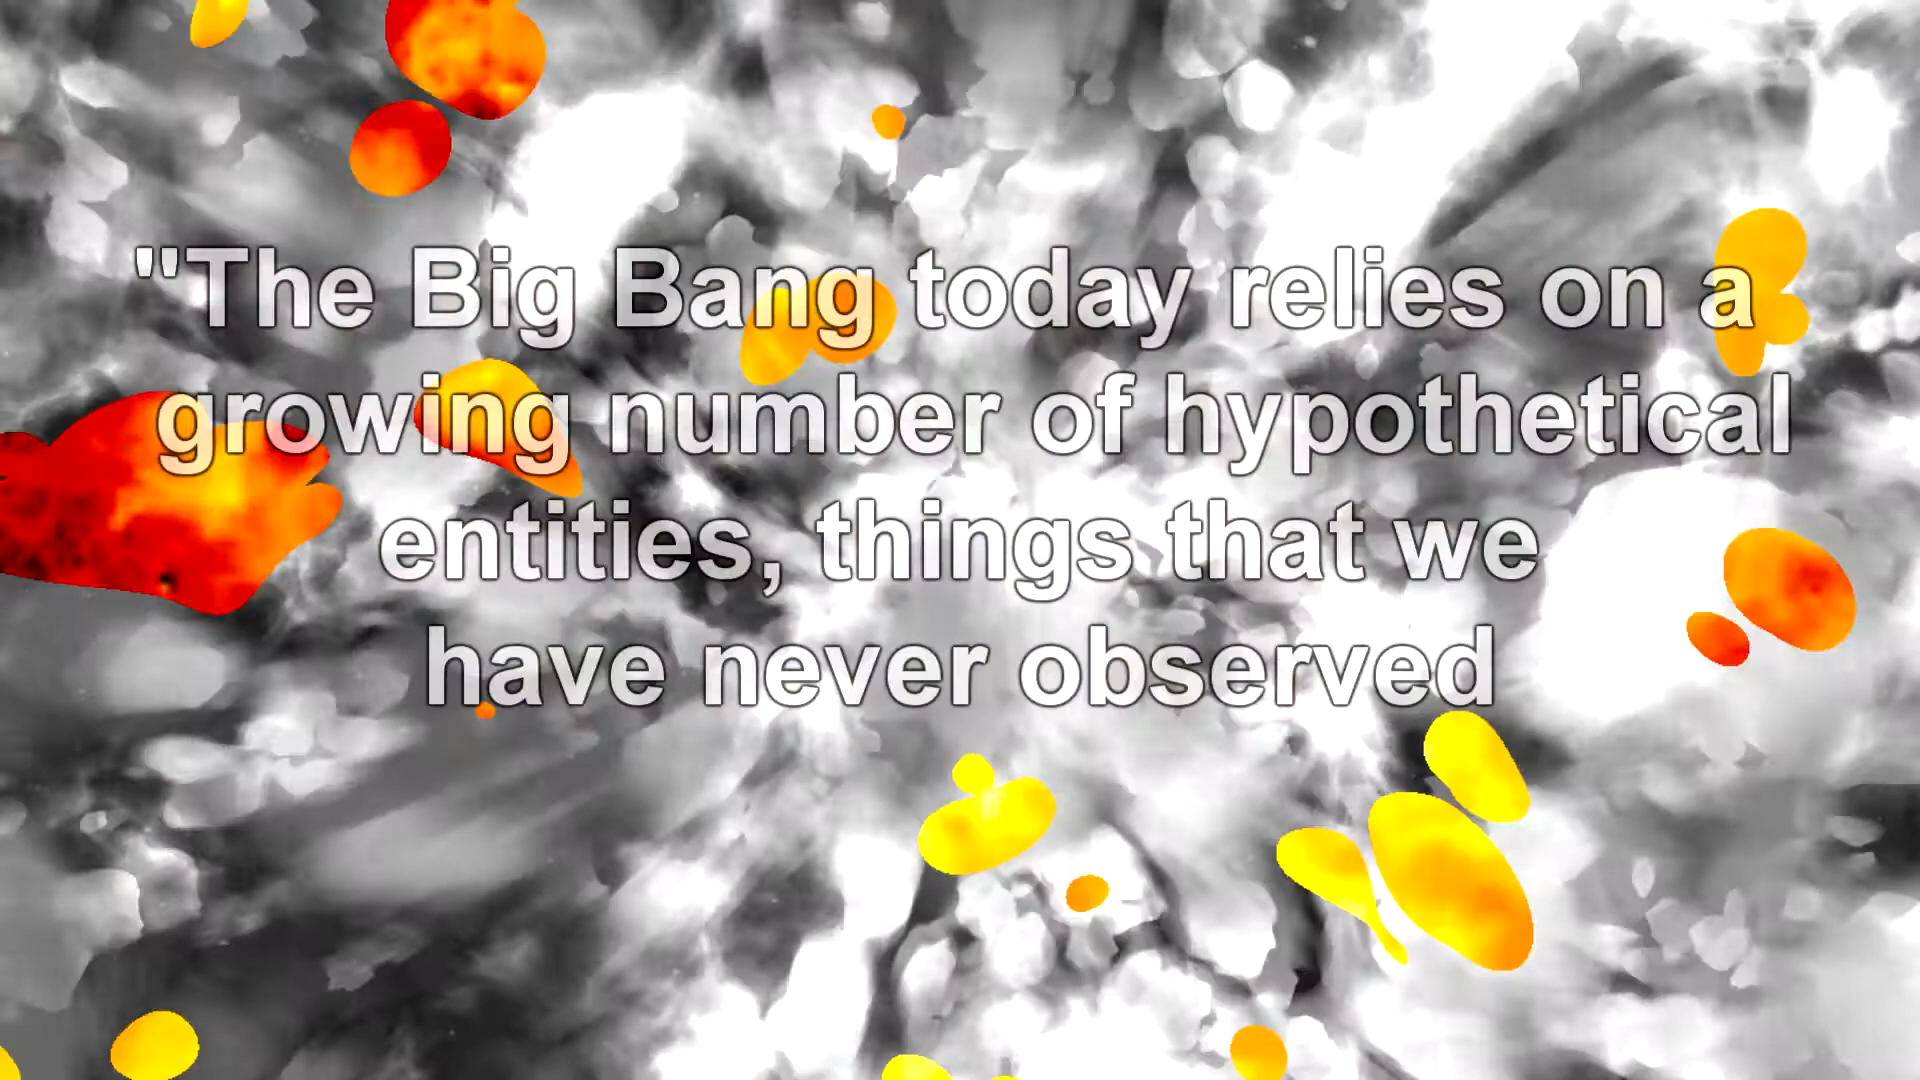 "The Big Bang today relies on a
growing number of hypothetical
entities, things that we
have never observed